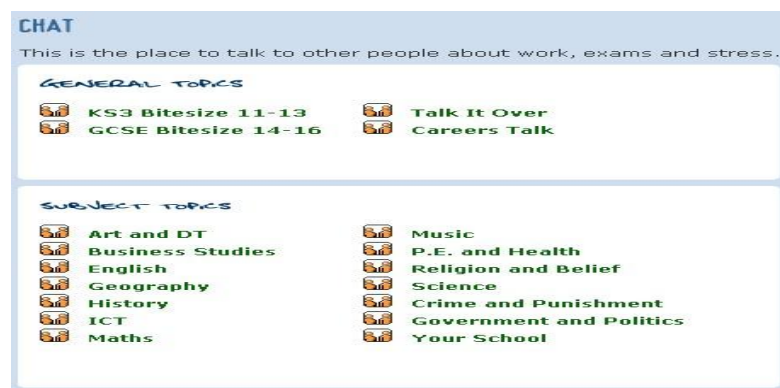 CHAT
This is the place to talk to other people about work, exams and stress.
GENERAL TOPICS
KS3 Bitesize 11-13
GCSE Bitesize 14-16
Talk It Over
Careers Talk
SUBJECT TOPICS
Art and DT
Business Studies
English
Geography
History
ICT
Maths
Music
P.E. and Health
Religion and Belief
Science
Crime and Punishment
Government and Politics
Your School